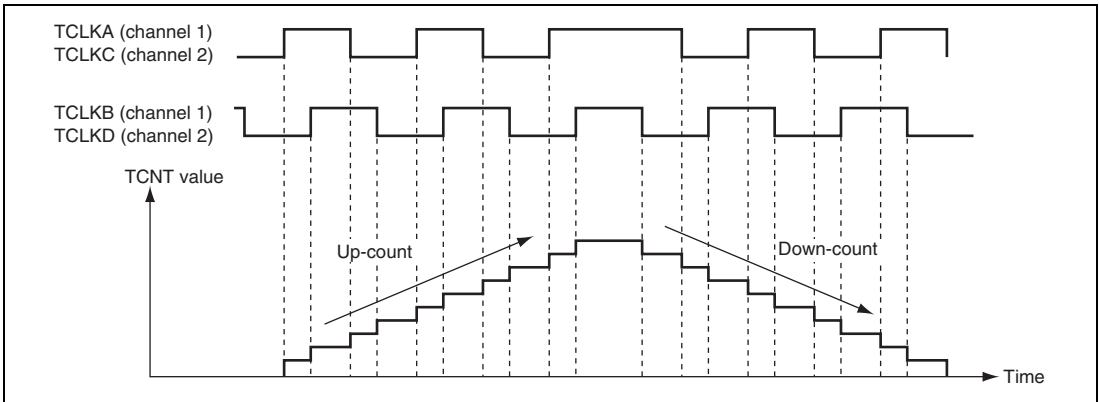 TCLKA (channel 1)
TCLKC (channel 2)
TCLKB (channel 1)
TCLKD (channel 2)
TCNT value
Up-count
Down-count
Time